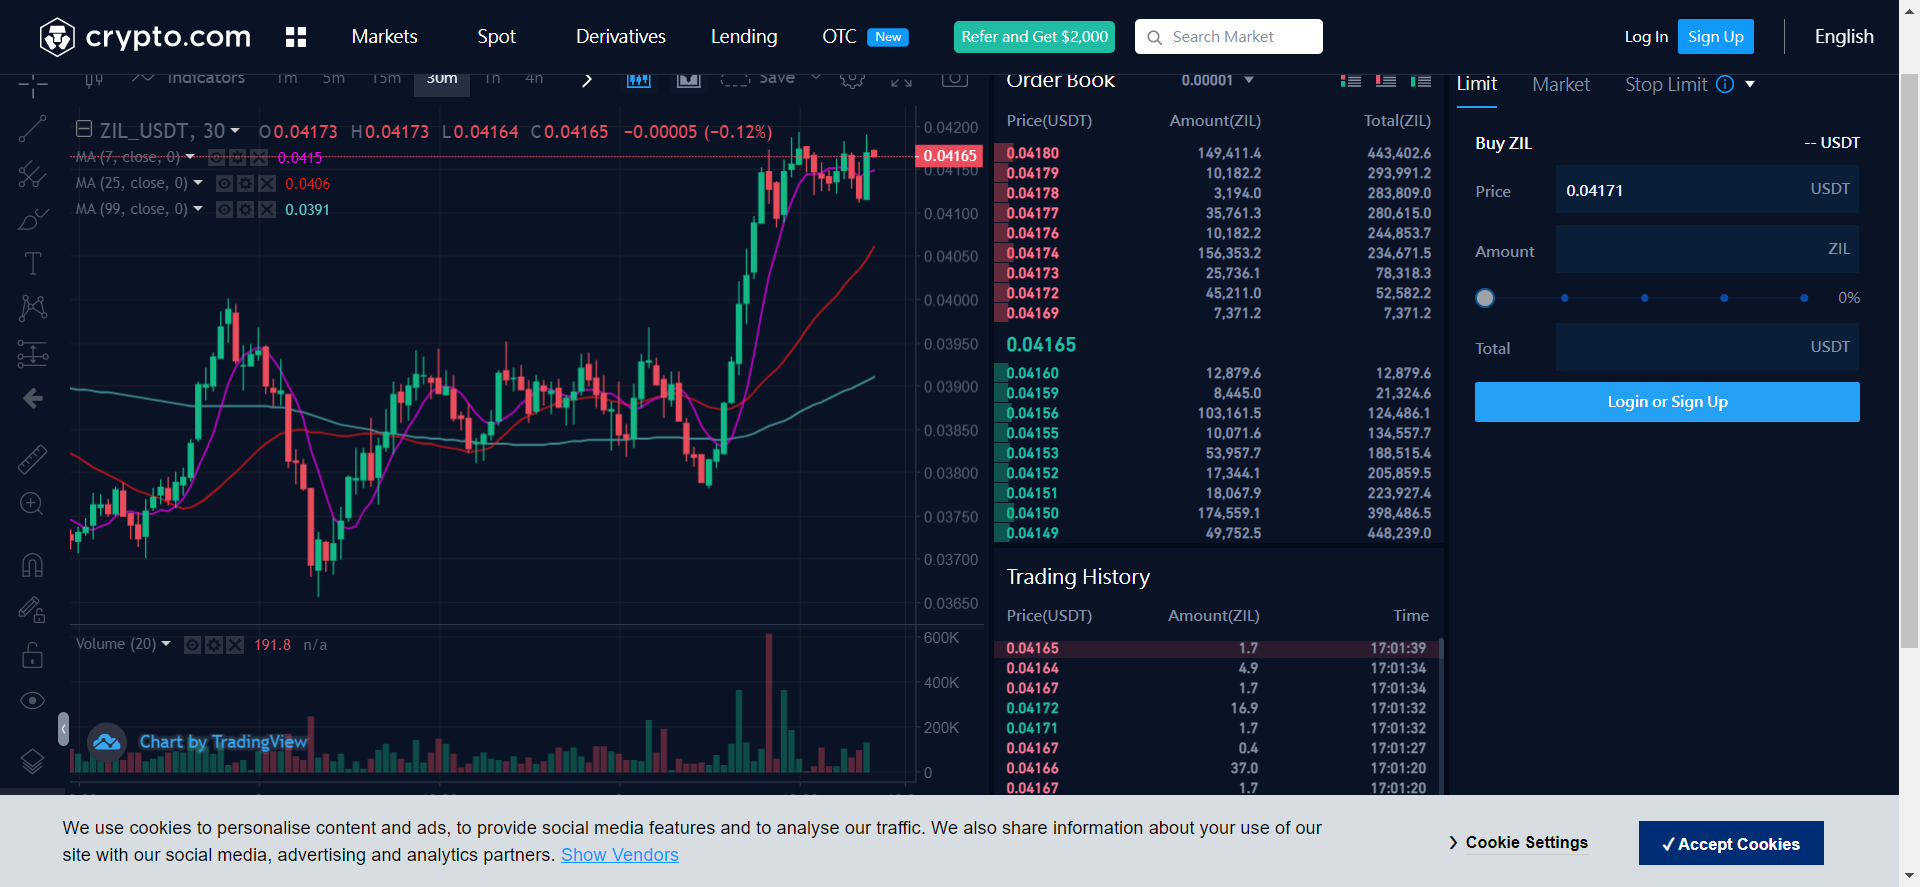 crypto.com Markets Spot Derivatives Lending OTC New Refer and Get $2,000 Search Market Log In Sign Up English
Indicators 1m 5m 15m 30m 1h 4h Save
ZIL_USDT, 30 O0.04173 H0.04173 L0.04164 C0.04165 −0.00005 (−0.12%)
MA (7, close, 0) 0.0415
MA (25, close, 0) 0.0406
MA (99, close, 0) 0.0391
0.04200
0.04165
0.04150
0.04100
0.04050
0.04000
0.03950
0.03900
0.03850
0.03800
0.03750
0.03700
0.03650
Volume (20) 191.8 n/a
600K
400K
200K
0
Chart by TradingView
Order Book 0.00001
Price(USDT) Amount(ZIL) Total(ZIL)
0.04180 149,411.4 443,402.6
0.04179 10,182.2 293,991.2
0.04178 3,194.0 283,809.0
0.04177 35,761.3 280,615.0
0.04176 10,182.2 244,853.7
0.04174 156,353.2 234,671.5
0.04173 25,736.1 78,318.3
0.04172 45,211.0 52,582.2
0.04169 7,371.2 7,371.2
0.04165
0.04160 12,879.6 12,879.6
0.04159 8,445.0 21,324.6
0.04156 103,161.5 124,486.1
0.04155 10,071.6 134,557.7
0.04153 53,957.7 188,515.4
0.04152 17,344.1 205,859.5
0.04151 18,067.9 223,927.4
0.04150 174,559.1 398,486.5
0.04149 49,752.5 448,239.0
Trading History
Price(USDT) Amount(ZIL) Time
0.04165 1.7 17:01:39
0.04164 4.9 17:01:34
0.04167 1.7 17:01:34
0.04172 16.9 17:01:32
0.04171 1.7 17:01:32
0.04167 0.4 17:01:27
0.04166 37.0 17:01:20
0.04167 1.7 17:01:20
Limit Market Stop Limit
Buy ZIL -- USDT
Price 0.04171 USDT
Amount ZIL
0%
Total USDT
Login or Sign Up
We use cookies to personalise content and ads, to provide social media features and to analyse our traffic. We also share information about your use of our
site with our social media, advertising and analytics partners. Show Vendors
Cookie Settings
✓ Accept Cookies